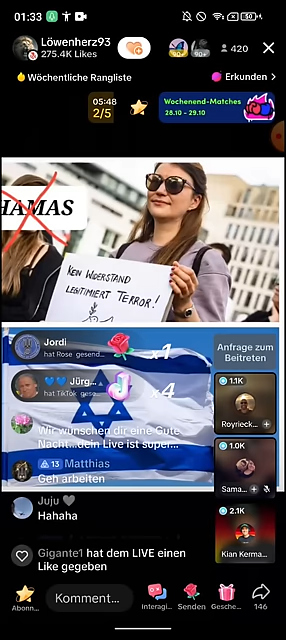 01:33
50
Löwenherz93
275.4K Likes
90+
90+
420
Wöchentliche Rangliste
Erkunden >
05:48
2/5
Wochenend-Matches
28.10 - 29.10
HAMAS
KEIN WIDERSTAND
LEGITIMIERT TERROR!
Jordi
hat Rose gesend...
x1
Anfrage zum
Beitreten
Jürg...
hat TikTok gese...
x4
1.1K
Royrieck...
Wir wünschen dir eine Gute
Nacht...dein Live ist super...
13 Matthias
Geh arbeiten
1.0K
Sama...
Juju
Hahaha
2.1K
Kian Kerma...
Gigante1 hat dem LIVE einen
Like gegeben
Komment...
Abonn...
Interagi...
Senden
Gesche...
146